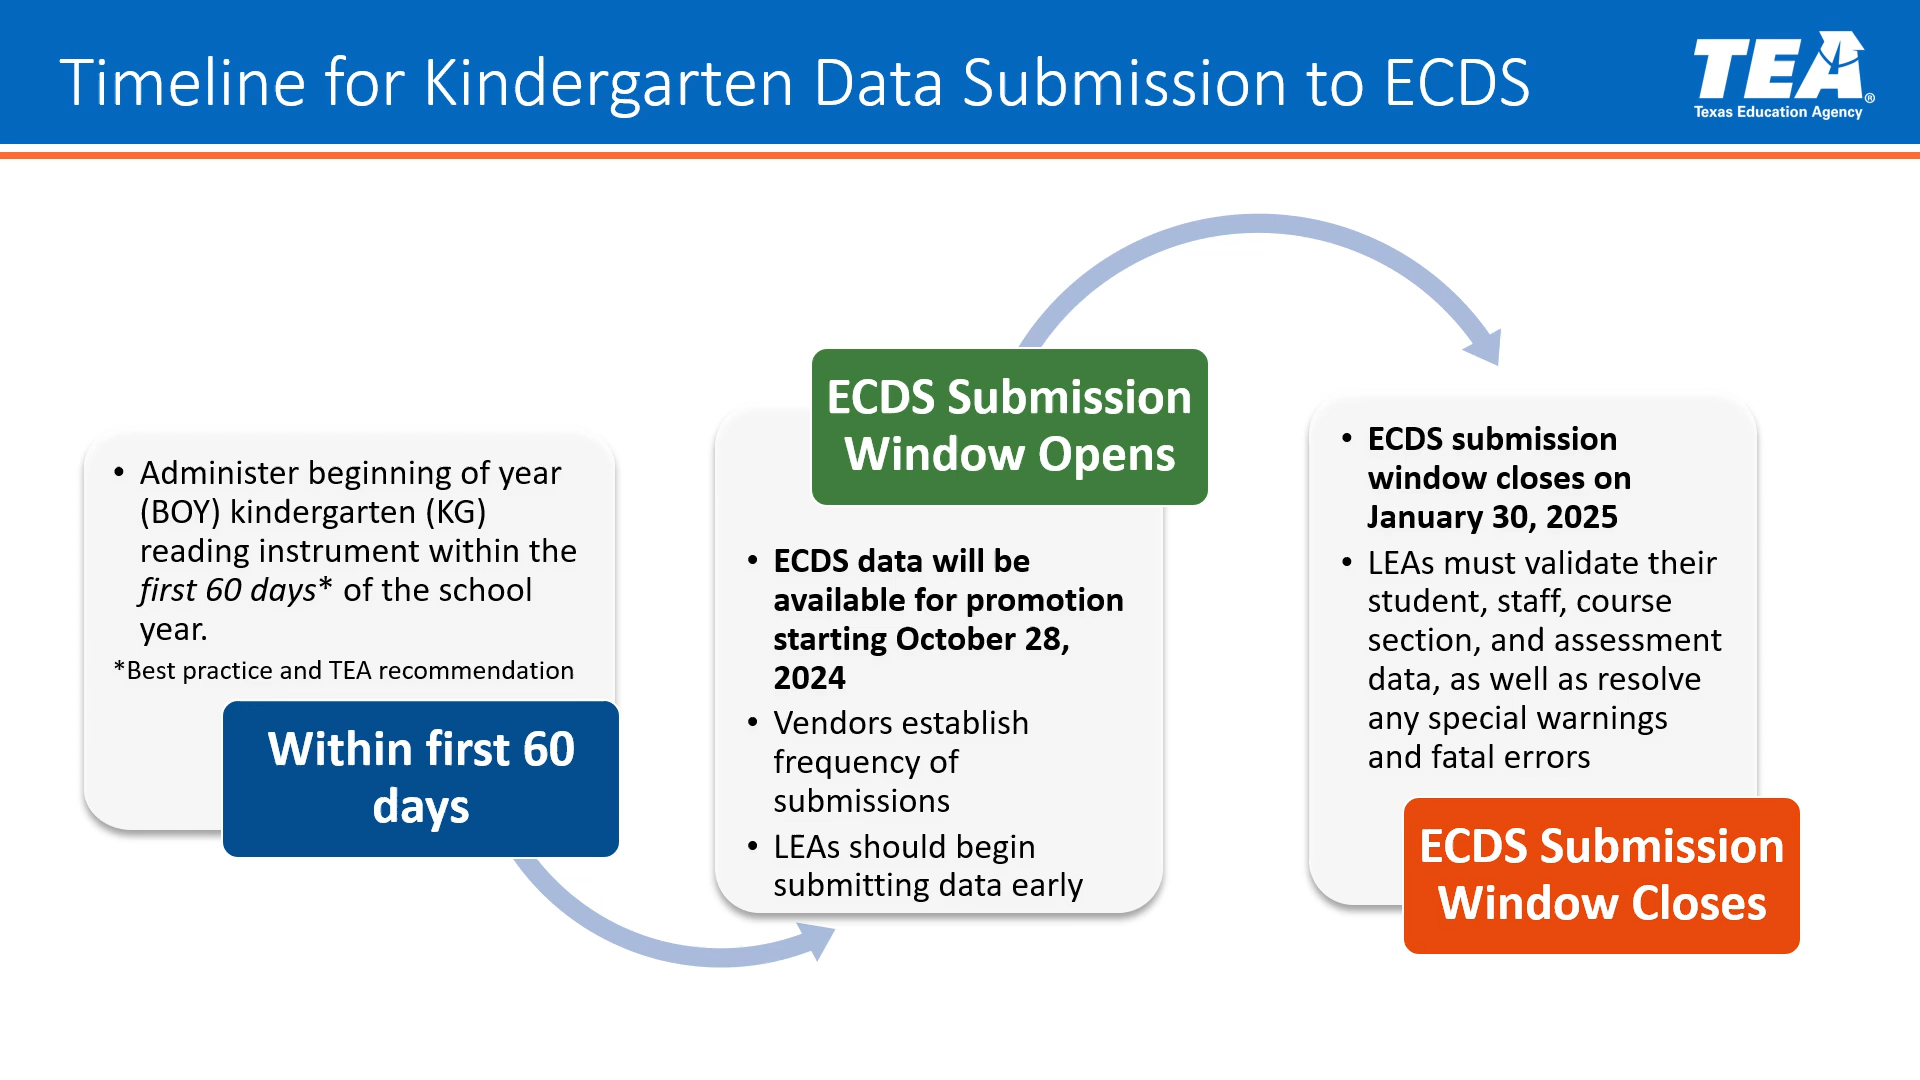 Timeline for Kindergarten Data Submission to ECDS
TEA®
Texas Education Agency
• Administer beginning of year
(BOY) kindergarten (KG)
reading instrument within the
first 60 days* of the school
year.
*Best practice and TEA recommendation
Within first 60
days
ECDS Submission
Window Opens
• ECDS data will be
available for promotion
starting October 28,
2024
• Vendors establish
frequency of
submissions
• LEAs should begin
submitting data early
• ECDS submission
window closes on
January 30, 2025
• LEAs must validate their
student, staff, course
section, and assessment
data, as well as resolve
any special warnings
and fatal errors
ECDS Submission
Window Closes